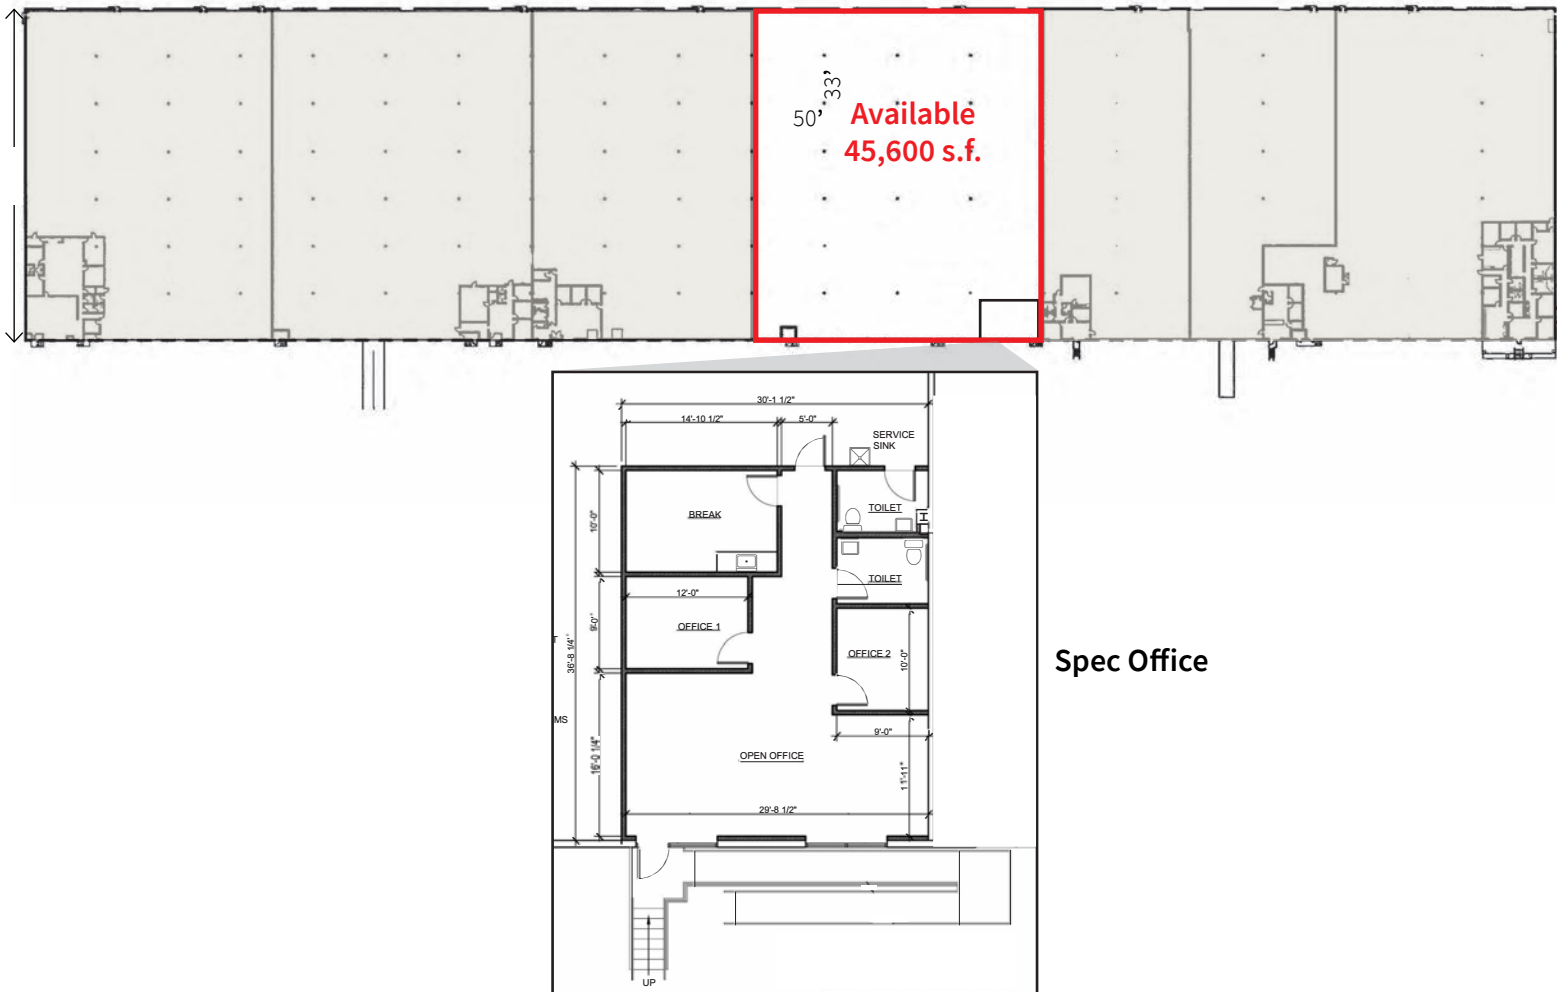 33’
50’
Available
45,600 s.f.
30'-1 1/2"
14'-10 1/2"
5'-0"
SERVICE
SINK
BREAK
10'-0"
TOILET
TOILET
12'-0"
OFFICE 1
9'-0"
36'-8 1/4"
OFFICE 2
10'-0"
Spec Office
MS
9'-0"
OPEN OFFICE
16'-0 1/4"
11'-11"
29'-8 1/2"
UP